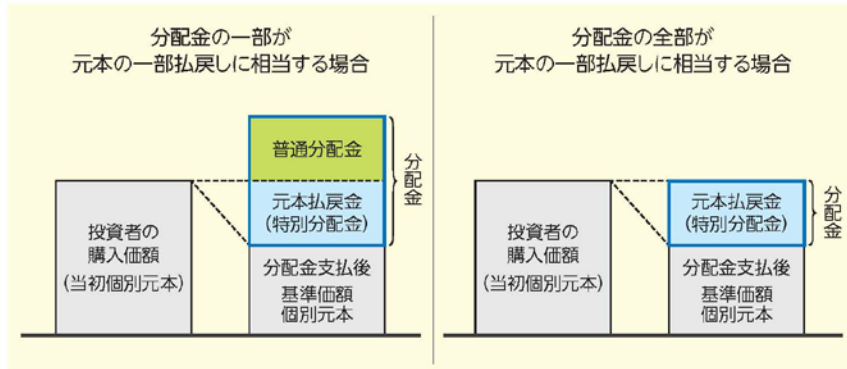 分配金の一部が
元本の一部払戻しに相当する場合
普通分配金
元本払戻金
(特別分配金)
分配金
投資者の
購入価額
(当初個別元本)
分配金支払後
基準価額
個別元本
分配金の全部が
元本の一部払戻しに相当する場合
元本払戻金
(特別分配金)
分配金
投資者の
購入価額
(当初個別元本)
分配金支払後
基準価額
個別元本